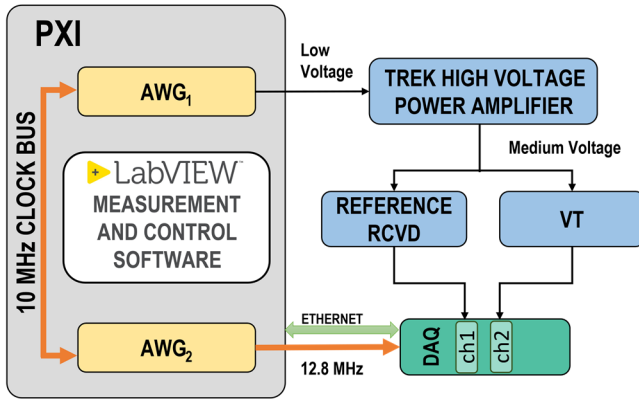 PXI
10 MHz CLOCK BUS
AWG1
LabVIEW™
MEASUREMENT
AND CONTROL
SOFTWARE
AWG2
Low
Voltage
TREK HIGH VOLTAGE
POWER AMPLIFIER
Medium Voltage
REFERENCE
RCVD
VT
ETHERNET
12.8 MHz
DAQ
ch1
ch2